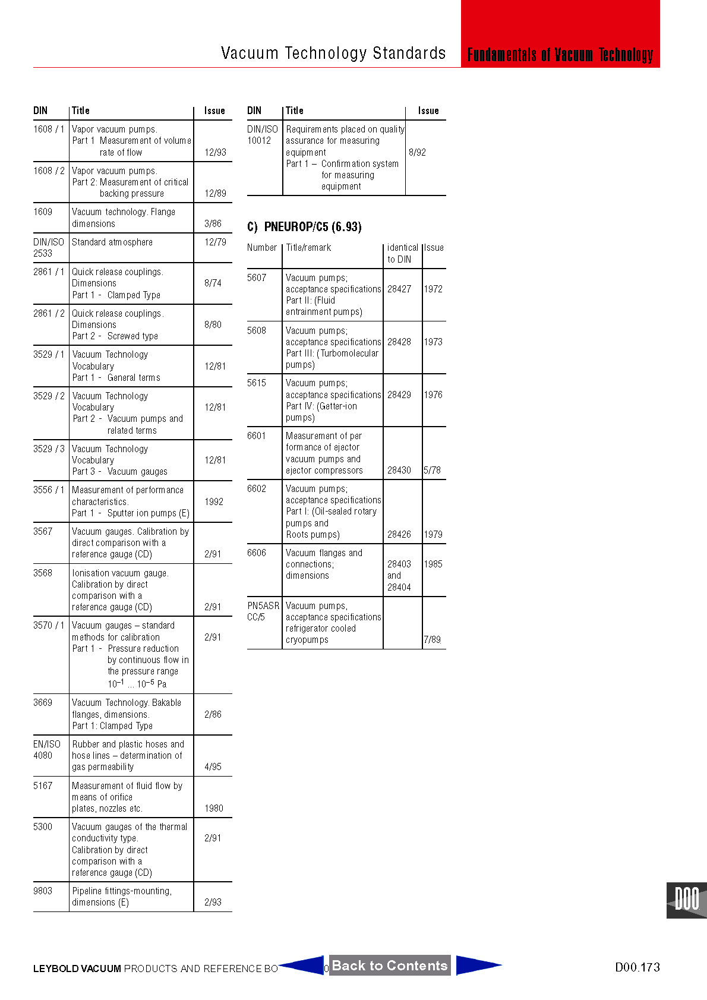 Vacuum Technology Standards
Fundamentals of Vacuum Technology
DIN Title Issue
1608 / 1 Vapor vacuum pumps.
Part 1 Measurement of volume
rate of flow 12/93
1608 / 2 Vapor vacuum pumps.
Part 2: Measurement of critical
backing pressure 12/89
1609 Vacuum technology. Flange
dimensions 3/86
DIN/ISO Standard atmosphere 12/79
2533
2861 / 1 Quick release couplings.
Dimensions 8/74
Part 1 - Clamped Type
2861 / 2 Quick release couplings.
Dimensions 8/80
Part 2 - Screwed type
3529 / 1 Vacuum Technology
Vocabulary 12/81
Part 1 - General terms
3529 / 2 Vacuum Technology
Vocabulary 12/81
Part 2 - Vacuum pumps and
related terms
3529 / 3 Vacuum Technology
Vocabulary 12/81
Part 3 - Vacuum gauges
3556 / 1 Measurement of performance
characteristics. 1992
Part 1 - Sputter ion pumps (E)
3567 Vacuum gauges. Calibration by
direct comparison with a
reference gauge (CD) 2/91
3568 Ionisation vacuum gauge.
Calibration by direct
comparison with a
reference gauge (CD) 2/91
3570 / 1 Vacuum gauges – standard
methods for calibration 2/91
Part 1 - Pressure reduction
by continuous flow in
the pressure range
10–1 ... 10–5 Pa
3669 Vacuum Technology. Bakable
flanges, dimensions. 2/86
Part 1: Clamped Type
EN/ISO Rubber and plastic hoses and
4080 hose lines – determination of
gas permeability 4/95
5167 Measurement of fluid flow by
means of orifice
plates, nozzles etc. 1980
5300 Vacuum gauges of the thermal
conductivity type. 2/91
Calibration by direct
comparison with a
reference gauge (CD)
9803 Pipeline fittings-mounting,
dimensions (E) 2/93
DIN Title Issue
DIN/ISO Requirements placed on quality
10012 assurance for measuring
equipment 8/92
Part 1 – Confirmation system
for measuring
equipment
C) PNEUROP/C5 (6.93)
Number Title/remark identical Issue
to DIN
5607 Vacuum pumps;
acceptance specifications 28427 1972
Part II: (Fluid
entrainment pumps)
5608 Vacuum pumps;
acceptance specifications 28428 1973
Part III: (Turbomolecular
pumps)
5615 Vacuum pumps;
acceptance specifications 28429 1976
Part IV: (Getter-ion
pumps)
6601 Measurement of per
formance of ejector
vacuum pumps and
ejector compressors 28430 5/78
6602 Vacuum pumps;
acceptance specifications
Part I: (Oil-sealed rotary
pumps and
Roots pumps) 28426 1979
6606 Vacuum flanges and
connections; 28403 1985
dimensions and
28404
PN5ASR Vacuum pumps,
CC/5 acceptance specifications
refrigerator cooled
cryopumps 7/89
D00
LEYBOLD VACUUM PRODUCTS AND REFERENCE BO 0 Back to Contents D00.173